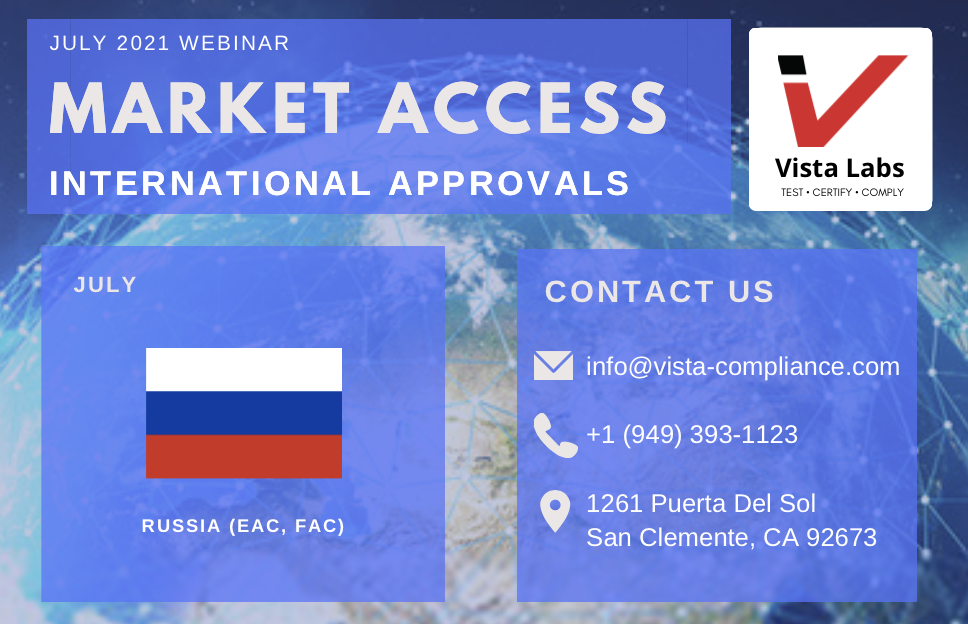 JULY 2021 WEBINAR
MARKET ACCESS
INTERNATIONAL APPROVALS
Vista Labs
TEST • CERTIFY • COMPLY
JULY
RUSSIA (EAC, FAC)
CONTACT US
info@vista-compliance.com
+1 (949) 393-1123
1261 Puerta Del Sol
San Clemente, CA 92673